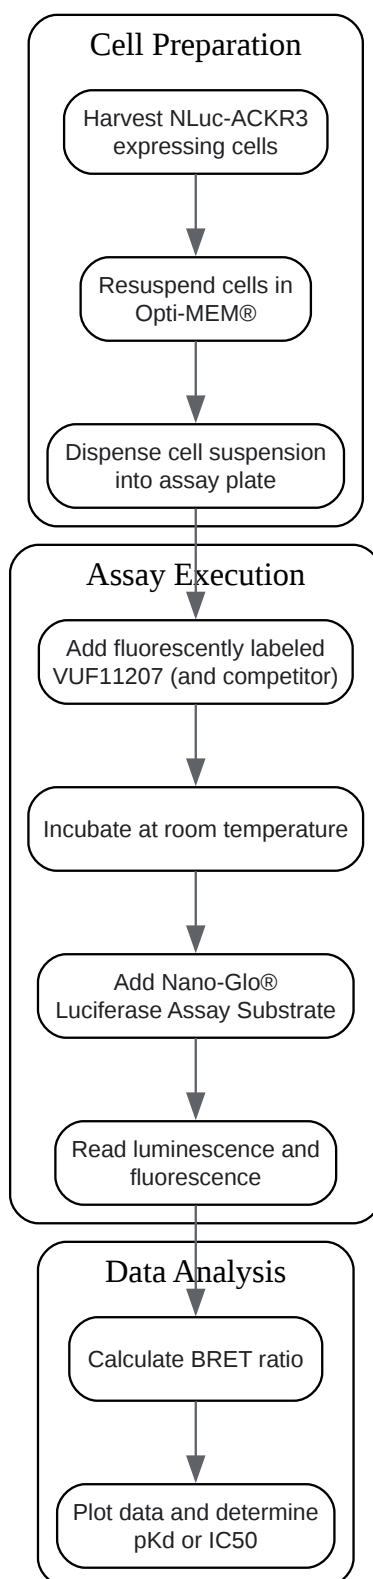 Cell Preparation
Harvest NLuc-ACKR3
expressing cells
Resuspend cells in
Opti-MEM®
Dispense cell suspension
into assay plate
Assay Execution
Add fluorescently labeled
VUF11207 (and competitor)
Incubate at room temperature
Add Nano-Glo®
Luciferase Assay Substrate
Read luminescence and
fluorescence
Data Analysis
Calculate BRET ratio
Plot data and determine
pKd or IC50